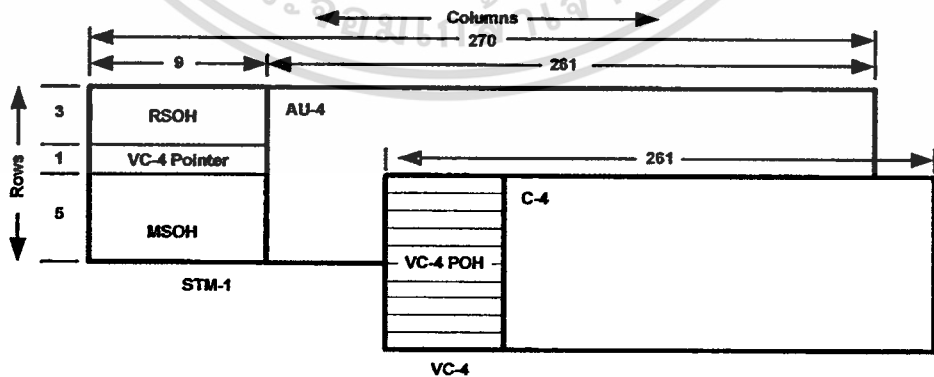 Columns
270
9
261
3
RSOH
AU-4
1
VC-4 Pointer
261
Rows
5
C-4
MSOH
VC-4 POH
STM-1
VC-4